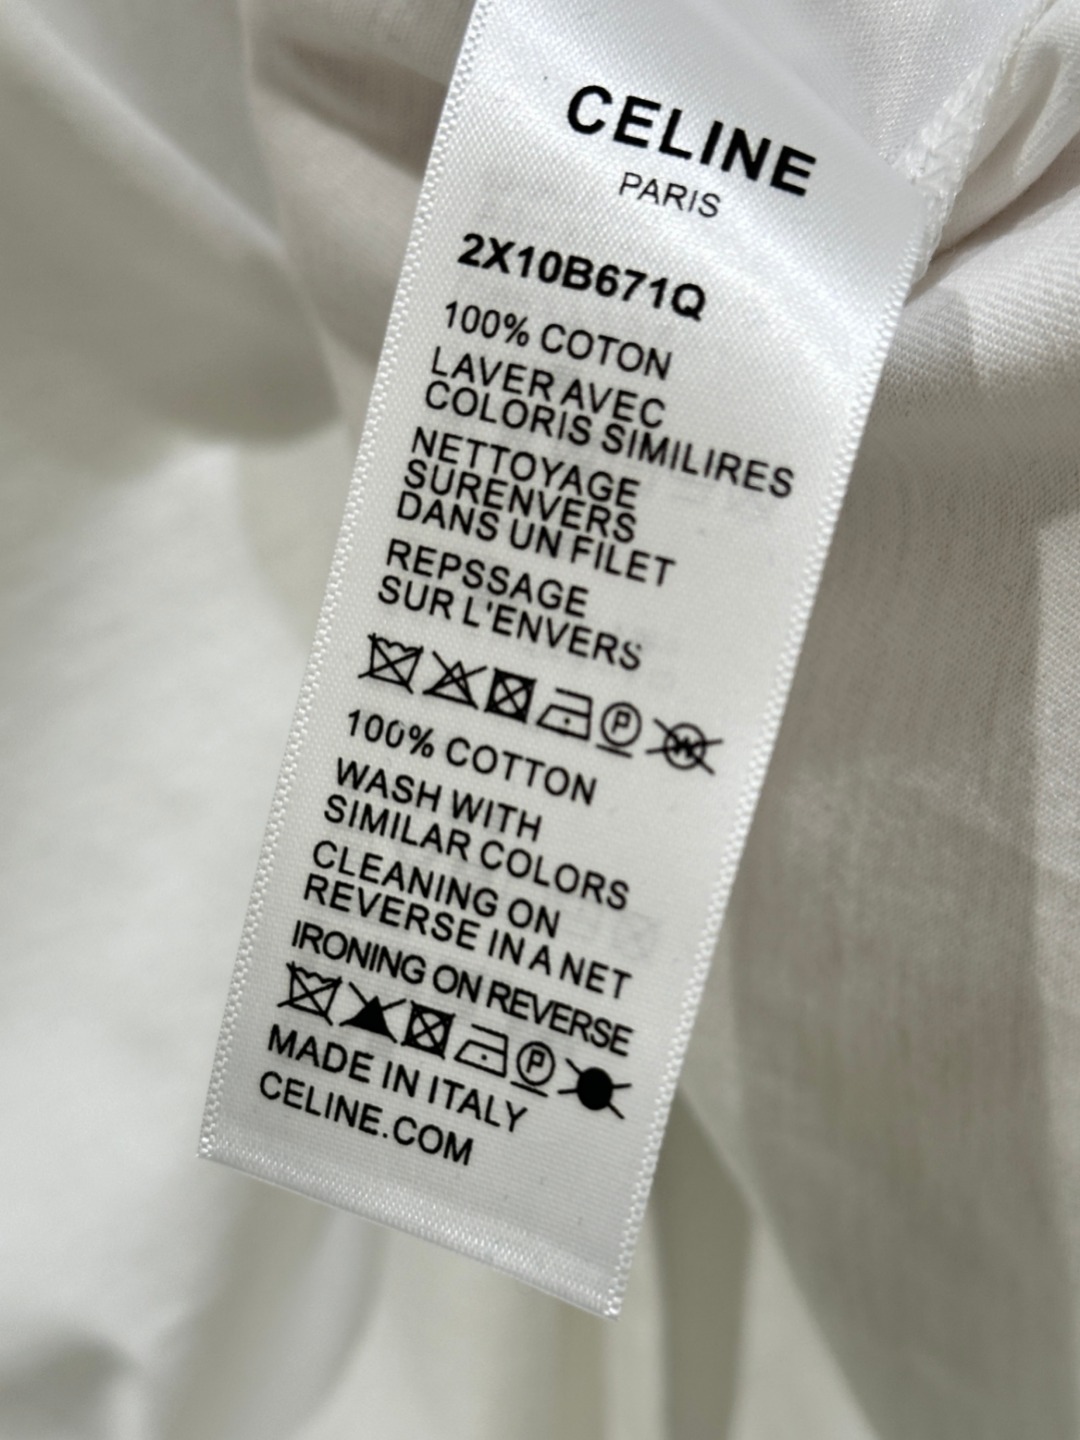 CELINE
PARIS
2X10B671Q
100% COTON
LAVER AVEC
COLORIS SIMILIRES
NETTOYAGE
SURENVERS
DANS UN FILET
REPSSAGE
SUR L'ENVERS
P W
100% COTTON
WASH WITH
SIMILAR COLORS
CLEANING ON
REVERSE IN A NET
IRONING ON REVERSE
P
MADE IN ITALY
CELINE.COM